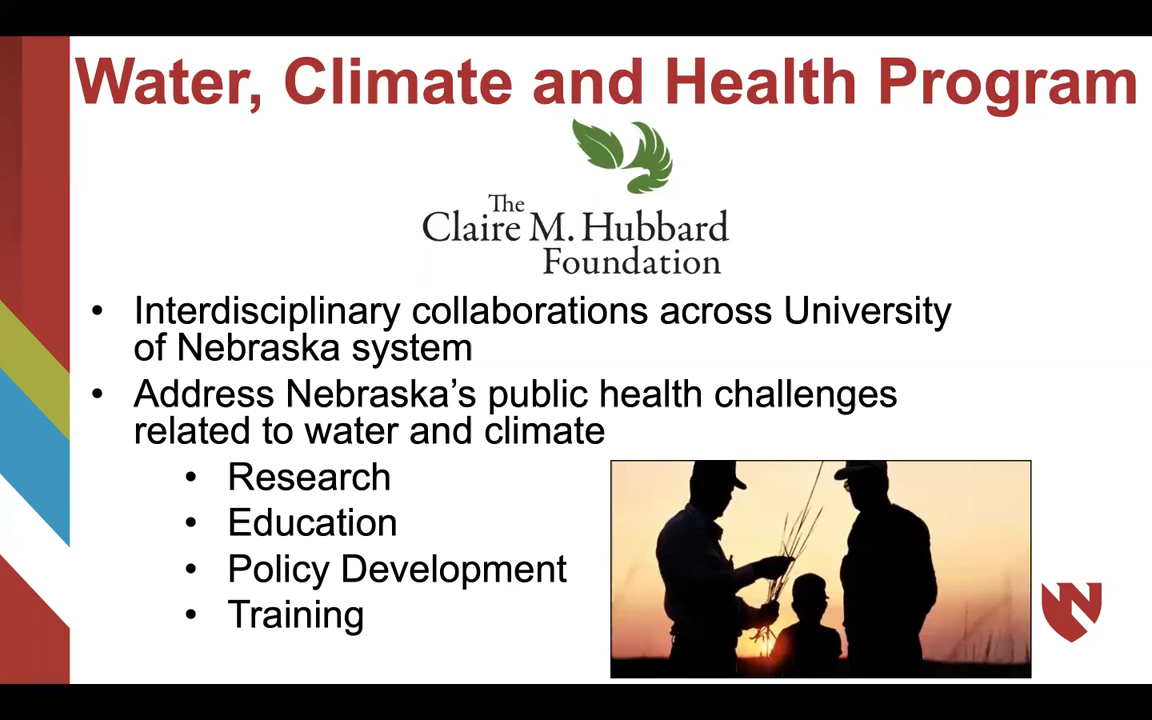 Water, Climate and Health Program
The
Claire M. Hubbard
Foundation
• Interdisciplinary collaborations across University
of Nebraska system
• Address Nebraska’s public health challenges
related to water and climate
• Research
• Education
• Policy Development
• Training
N